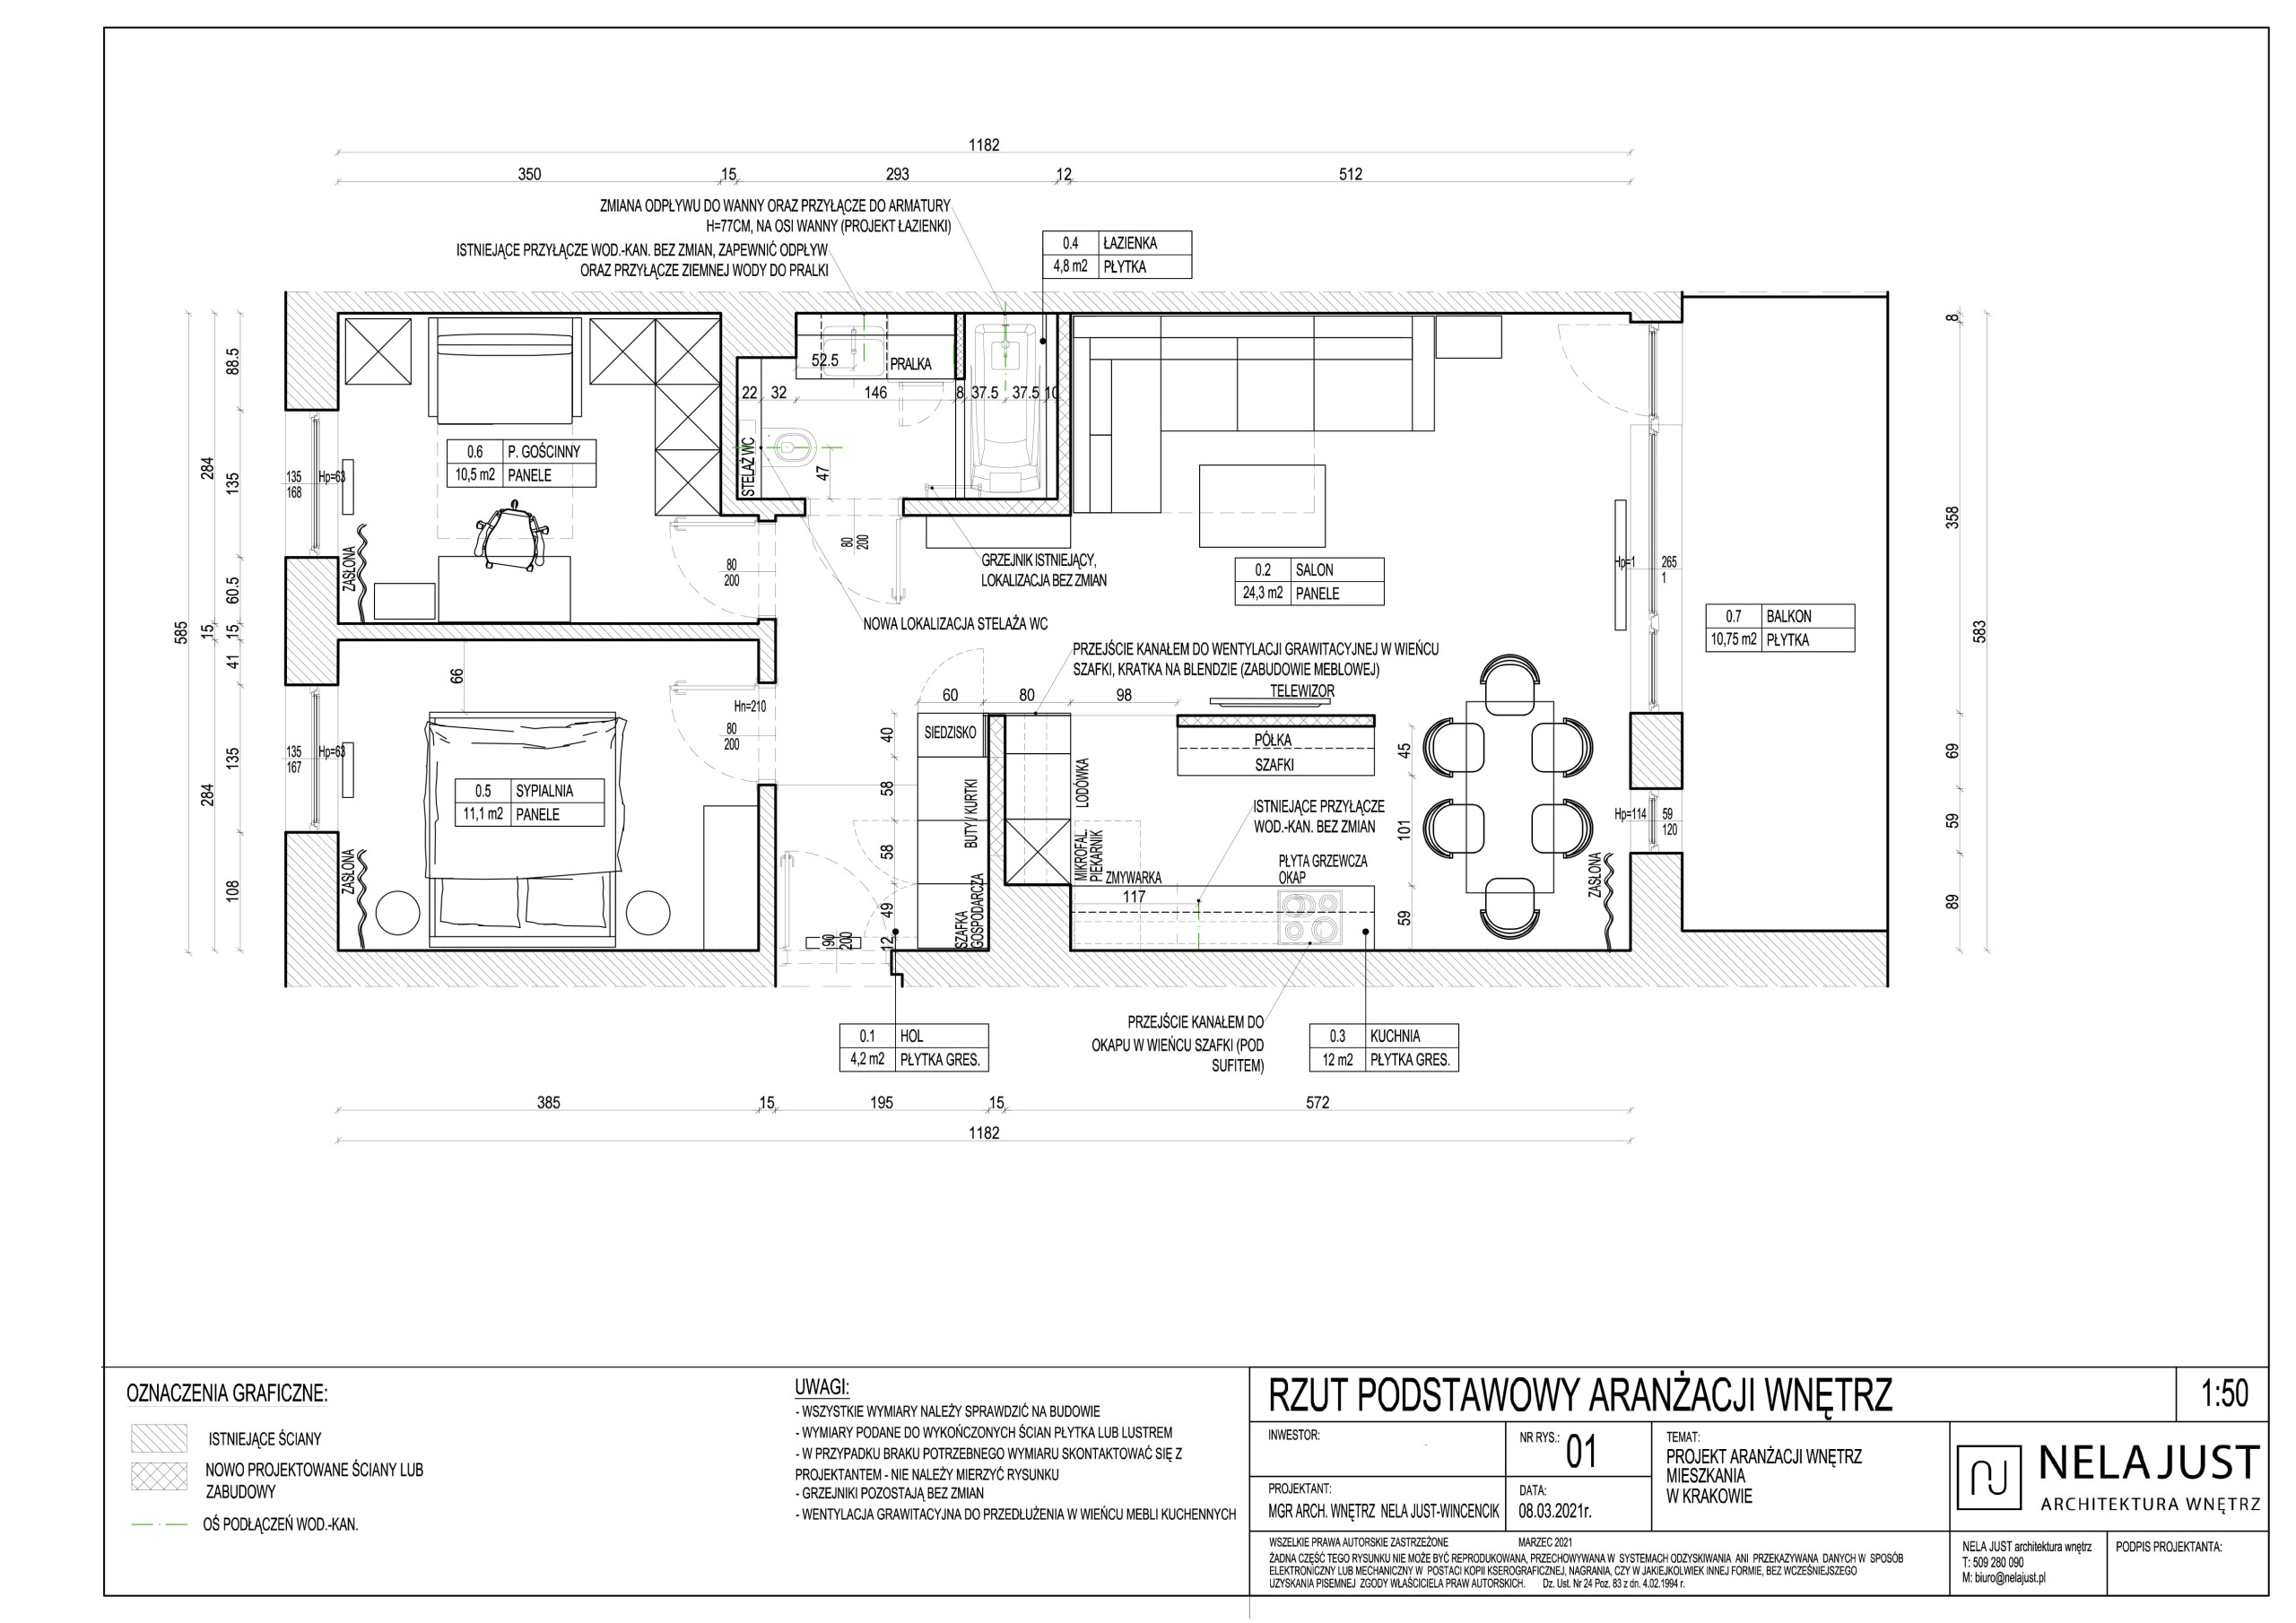 1182
350 15 293 12 512
ZMIANA ODPŁYWU DO WANNY ORAZ PRZYŁĄCZE DO ARMATURY
H=77CM, NA OSI WANNY (PROJEKT ŁAZIENKI)
ISTNIEJĄCE PRZYŁĄCZE WOD.-KAN. BEZ ZMIAN, ZAPEWNIĆ ODPŁYW
ORAZ PRZYŁĄCZE ZIEMNEJ WODY DO PRALKI
0.4 ŁAZIENKA
4,8 m2 PŁYTKA
585
284
15
284
88.5
135
60.5
15
41
135
108
135
168
Hp=63
135
167
Hp=63
0.6 P. GOŚCINNY
10,5 m2 PANELE
ZASŁONA
52.5
PRALKA
22 32 146 8 37.5 37.5 10
STELAŻ WC
47
80
200
80
200
GRZEJNIK ISTNIEJĄCY,
LOKALIZACJA BEZ ZMIAN
NOWA LOKALIZACJA STELAŻA WC
0.2 SALON
24,3 m2 PANELE
Hp=1
265
1
0.7 BALKON
10,75 m2 PŁYTKA
8
358
69
59
89
583
PRZEJŚCIE KANAŁEM DO WENTYLACJI GRAWITACYJNEJ W WIEŃCU
SZAFKI, KRATKA NA BLENDZIE (ZABUDOWIE MEBLOWEJ)
TELEWIZOR
66
Hn=210
80
200
0.5 SYPIALNIA
11,1 m2 PANELE
ZASŁONA
60 80 98
40
58
58
49
12
SIEDZISKO
BUTY / KURTKI
SZAFKA
GOSPODARCZA
90
200
LODÓWKA
MIKROFAL.
PIEKARNIK
ZMYWARKA
117
PÓŁKA
SZAFKI
ISTNIEJĄCE PRZYŁĄCZE
WOD.-KAN. BEZ ZMIAN
PŁYTA GRZEWCZA
OKAP
45
101
59
Hp=114
59
120
ZASŁONA
0.1 HOL
4,2 m2 PŁYTKA GRES.
PRZEJŚCIE KANAŁEM DO
OKAPU W WIEŃCU SZAFKI (POD
SUFITEM)
0.3 KUCHNIA
12 m2 PŁYTKA GRES.
385 15 195 15 572
1182
OZNACZENIA GRAFICZNE:
ISTNIEJĄCE ŚCIANY
NOWO PROJEKTOWANE ŚCIANY LUB
ZABUDOWY
OŚ PODŁĄCZEŃ WOD.-KAN.
UWAGI:
- WSZYSTKIE WYMIARY NALEŻY SPRAWDZIĆ NA BUDOWIE
- WYMIARY PODANE DO WYKOŃCZONYCH ŚCIAN PŁYTKA LUB LUSTREM
- W PRZYPADKU BRAKU POTRZEBNEGO WYMIARU SKONTAKTOWAĆ SIĘ Z
PROJEKTANTEM - NIE NALEŻY MIERZYĆ RYSUNKU
- GRZEJNIKI POZOSTAJĄ BEZ ZMIAN
- WENTYLACJA GRAWITACYJNA DO PRZEDŁUŻENIA W WIEŃCU MEBLI KUCHENNYCH
RZUT PODSTAWOWY ARANŻACJI WNĘTRZ
1:50
INWESTOR:
NR RYS.: 01
TEMAT:
PROJEKT ARANŻACJI WNĘTRZ
MIESZKANIA
W KRAKOWIE
PROJEKTANT:
MGR ARCH. WNĘTRZ NELA JUST-WINCENCIK
DATA:
08.03.2021r.
NJ
NELA JUST
ARCHITEKTURA WNĘTRZ
WSZELKIE PRAWA AUTORSKIE ZASTRZEŻONE MARZEC 2021
ŻADNA CZĘŚĆ TEGO RYSUNKU NIE MOŻE BYĆ REPRODUKOWANA, PRZECHOWYWANA W SYSTEMACH ODZYSKIWANIA ANI PRZEKAZYWANA DANYCH W SPOSÓB
ELEKTRONICZNY LUB MECHANICZNY W POSTACI KOPII KSEROGRAFICZNEJ, NAGRANIA, CZY W JAKIEJKOLWIEK INNEJ FORMIE, BEZ WCZEŚNIEJSZEGO
UZYSKANIA PISEMNEJ ZGODY WŁAŚCICIELA PRAW AUTORSKICH. Dz. Ust. Nr 24 Poz. 83 z dn. 4.02.1994 r.
NELA JUST architektura wnętrz
T: 509 280 090
M: biuro@nelajust.pl
PODPIS PROJEKTANTA: